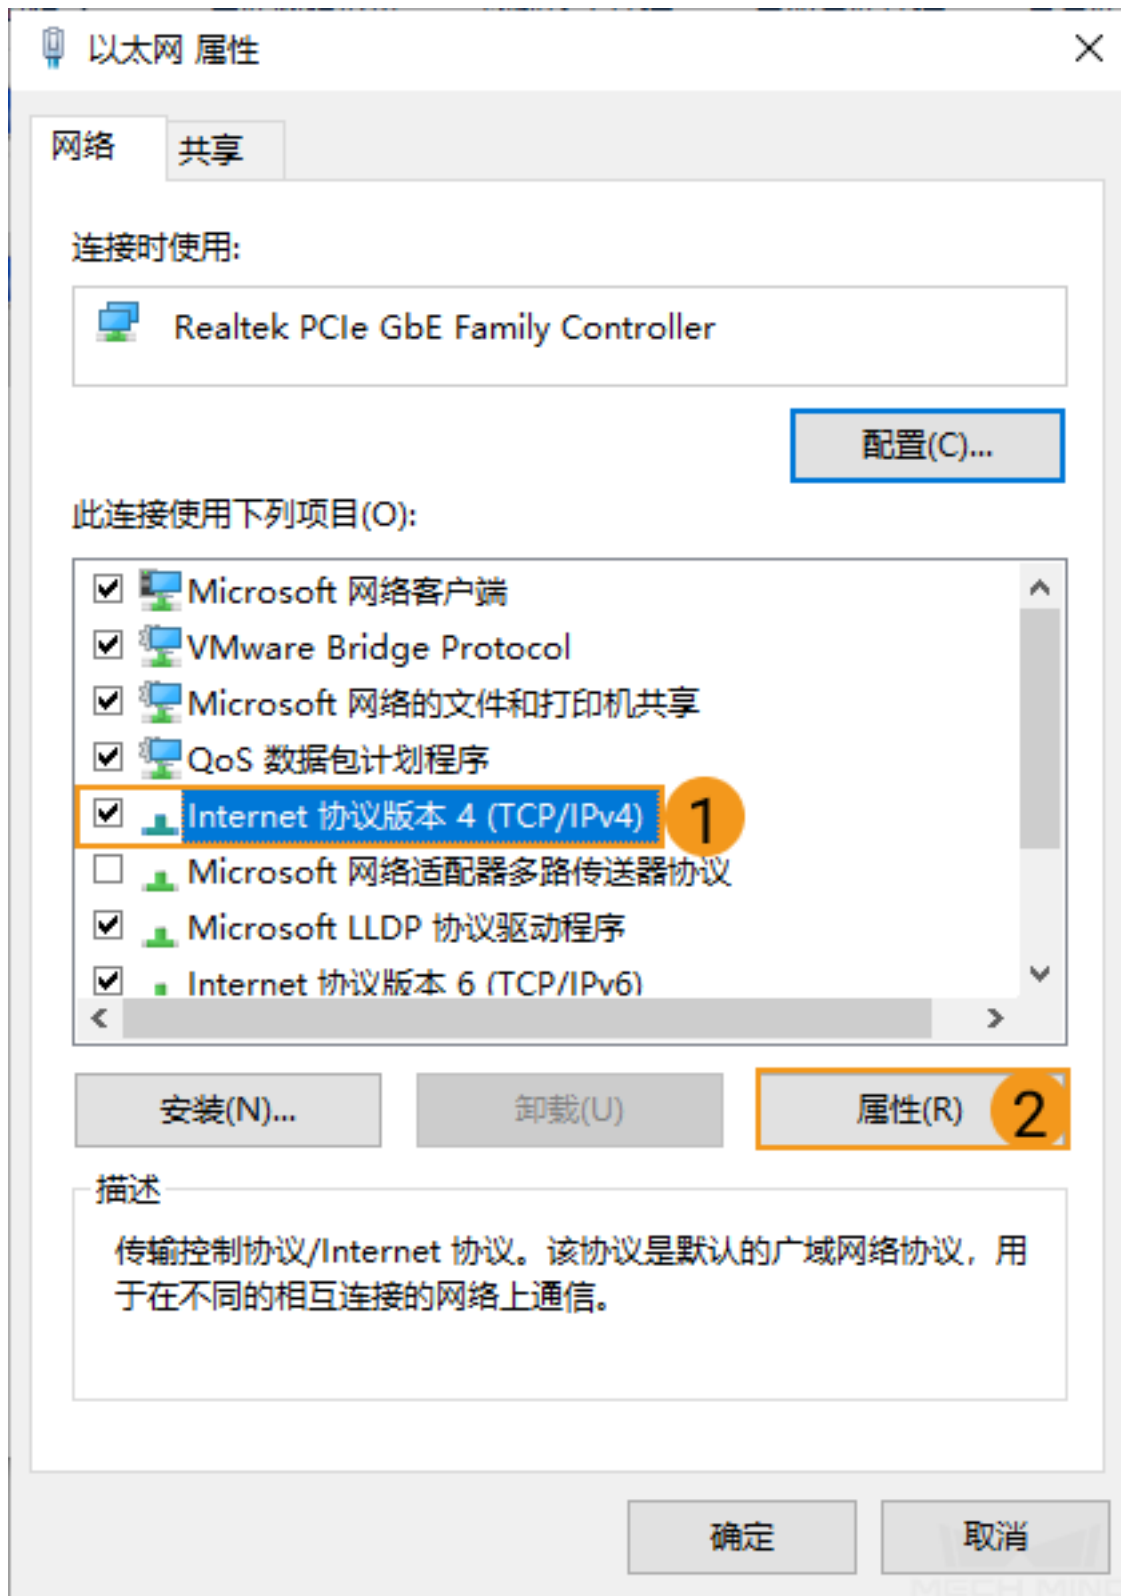 以太网 属性
网络
共享
连接时使用:
Realtek PCIe GbE Family Controller
配置(C)...
此连接使用下列项目(O):
Microsoft 网络客户端
VMware Bridge Protocol
Microsoft 网络的文件和打印机共享
QoS 数据包计划程序
Internet 协议版本 4 (TCP/IPv4)
1
Microsoft 网络适配器多路传送器协议
Microsoft LLDP 协议驱动程序
Internet 协议版本 6 (TCP/IPv6)
安装(N)...
卸载(U)
属性(R)
2
描述
传输控制协议/Internet 协议。该协议是默认的广域网络协议，用
于在不同的相互连接的网络上通信。
确定
取消
MECH MIND